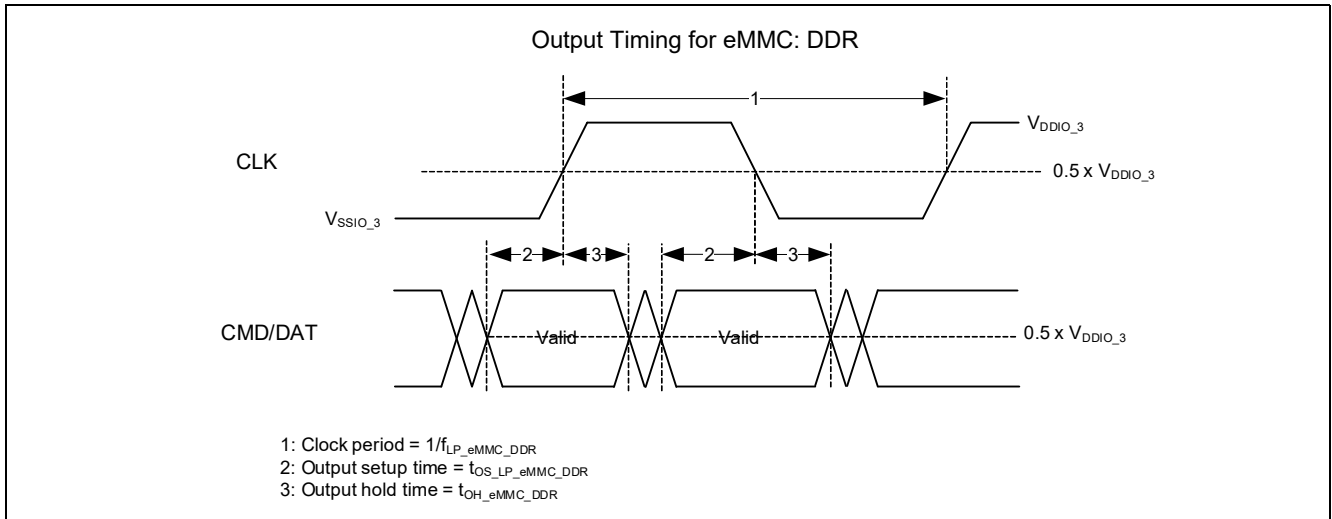 Output Timing for eMMC: DDR
1
V_DDIO_3
CLK
0.5 x V_DDIO_3
V_SSIO_3
2 3 2 3
CMD/DAT
Valid Valid
0.5 x V_DDIO_3
1: Clock period = 1/f_LP_eMMC_DDR
2: Output setup time = t_OS_LP_eMMC_DDR
3: Output hold time = t_OH_eMMC_DDR